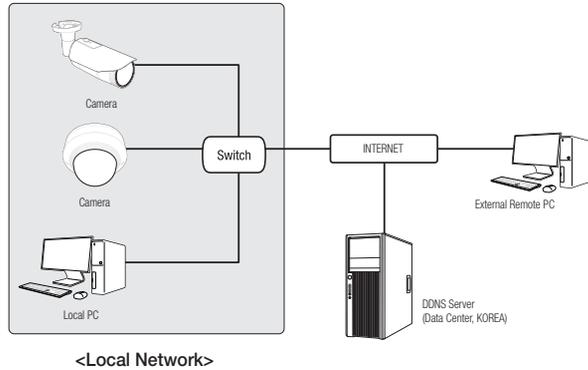 Camera
Camera
Switch
INTERNET
External Remote PC
Local PC
DDNS Server
(Data Center, KOREA)
<Local Network>